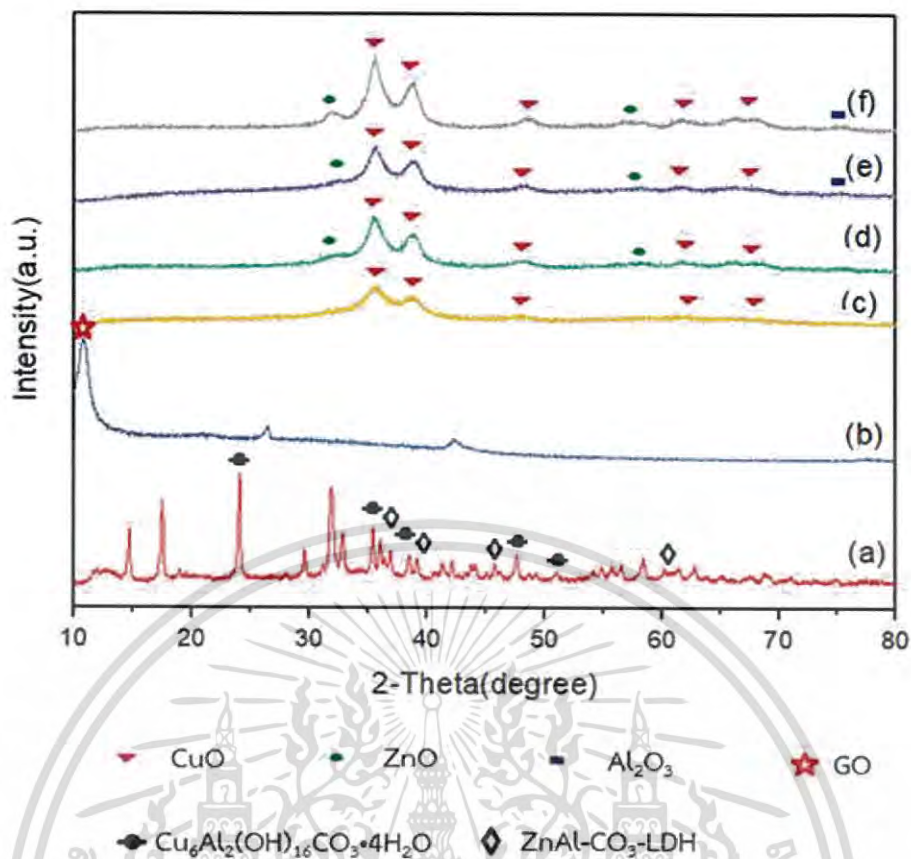 Intensity(a.u.)
(f)
(e)
(d)
(c)
(b)
(a)
10 20 30 40 50 60 70 80
2-Theta(degree)
CuO ZnO Al₂O₃ GO
Cu₆Al₂(OH)₁₆CO₃•4H₂O ZnAl-CO₃-LDH